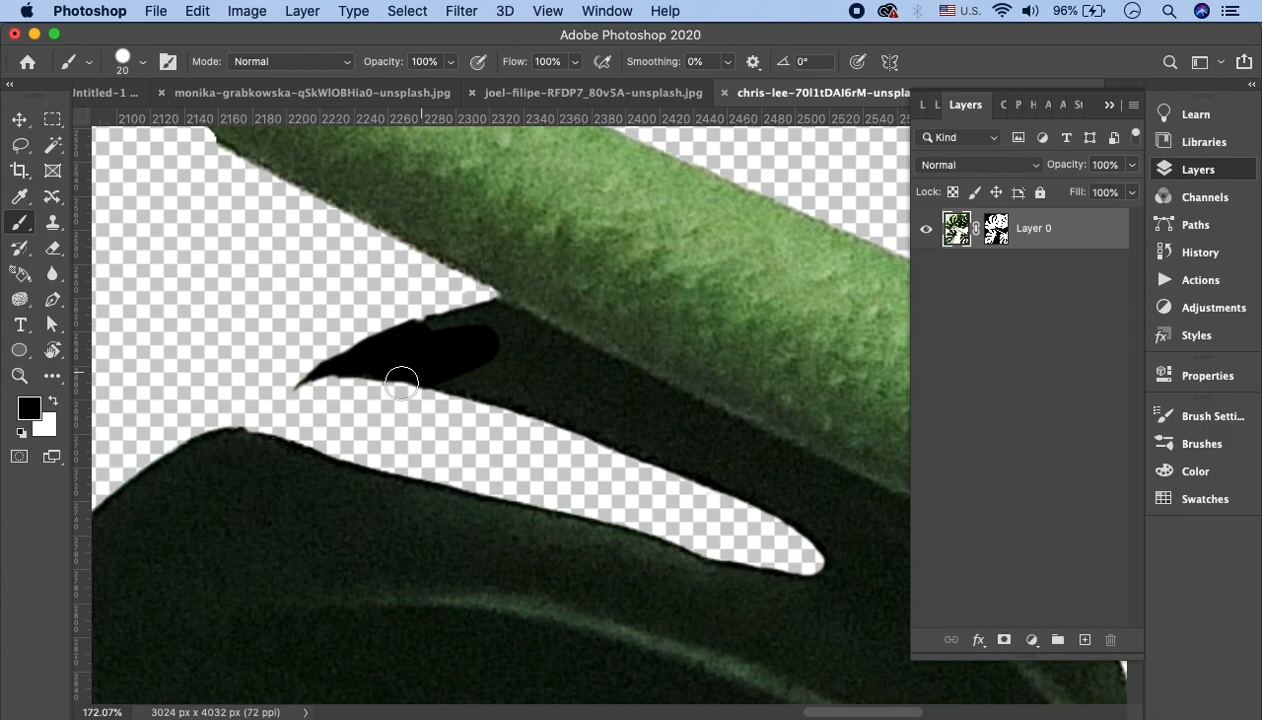 Photoshop File Edit Image Layer Type Select Filter 3D View Window Help U.S. 96%
Adobe Photoshop 2020
20 Mode: Normal Opacity: 100% Flow: 100% Smoothing: 0% 0°
Intitled-1 ... × monika-grabkowska-qSkWlOBHia0-unsplash.jpg × joel-filipe-RFDP7_80v5A-unsplash.jpg × chris-lee-70l1tDAI6rM-unspla
2100 2120 2140 2160 2180 2200 2220 2240 2260 2280 2300 2320 2340 2360 2380 2400 2420 2440 2460 2480 2500 2520 2540
L L Layers C P H A A St
Kind
Normal Opacity: 100%
Lock: Fill: 100%
Layer 0
Learn
Libraries
Layers
Channels
Paths
History
Actions
Adjustments
Styles
Properties
Brush Setti...
Brushes
Color
Swatches
fx
172.07% 3024 px x 4032 px (72 ppi)